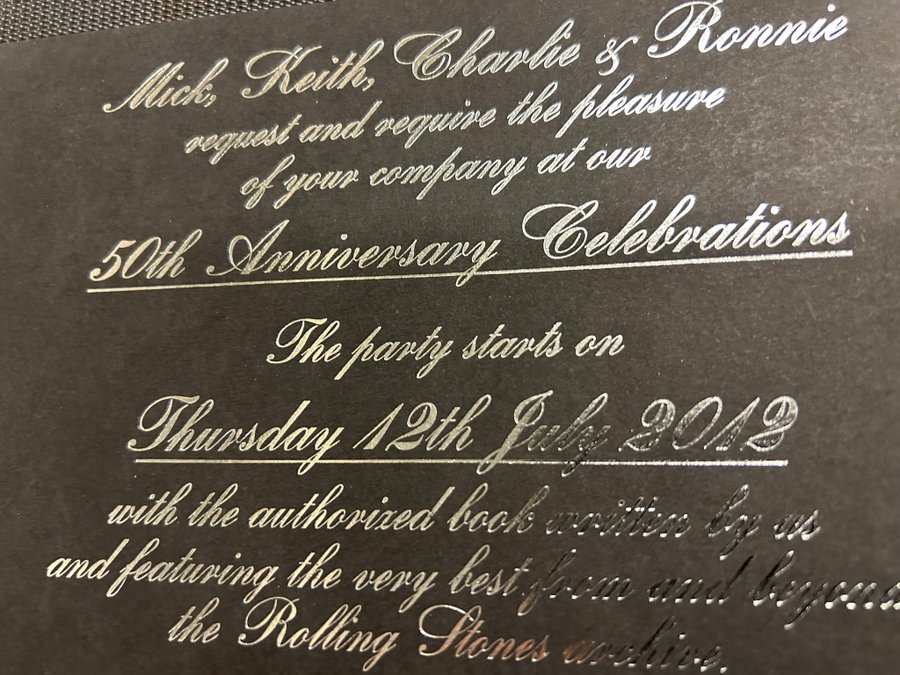 Mick, Keith, Charlie & Ronnie
request and require the pleasure
of your company at our
50th Anniversary Celebrations
The party starts on
Thursday 12th July 2012
with the authorized book written by us
and featuring the very best from and beyond
the Rolling Stones archive.